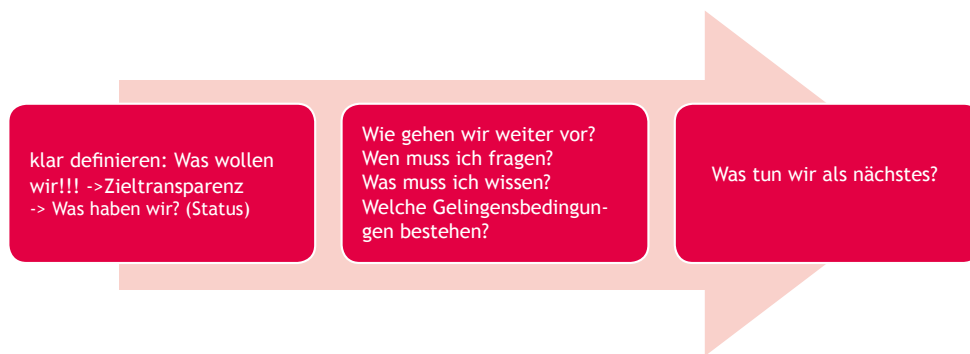 klar definieren: Was wollen
wir!!! ->Zieltransparenz
-> Was haben wir? (Status)
Wie gehen wir weiter vor?
Wen muss ich fragen?
Was muss ich wissen?
Welche Gelingensbedingun-
gen bestehen?
Was tun wir als nächstes?